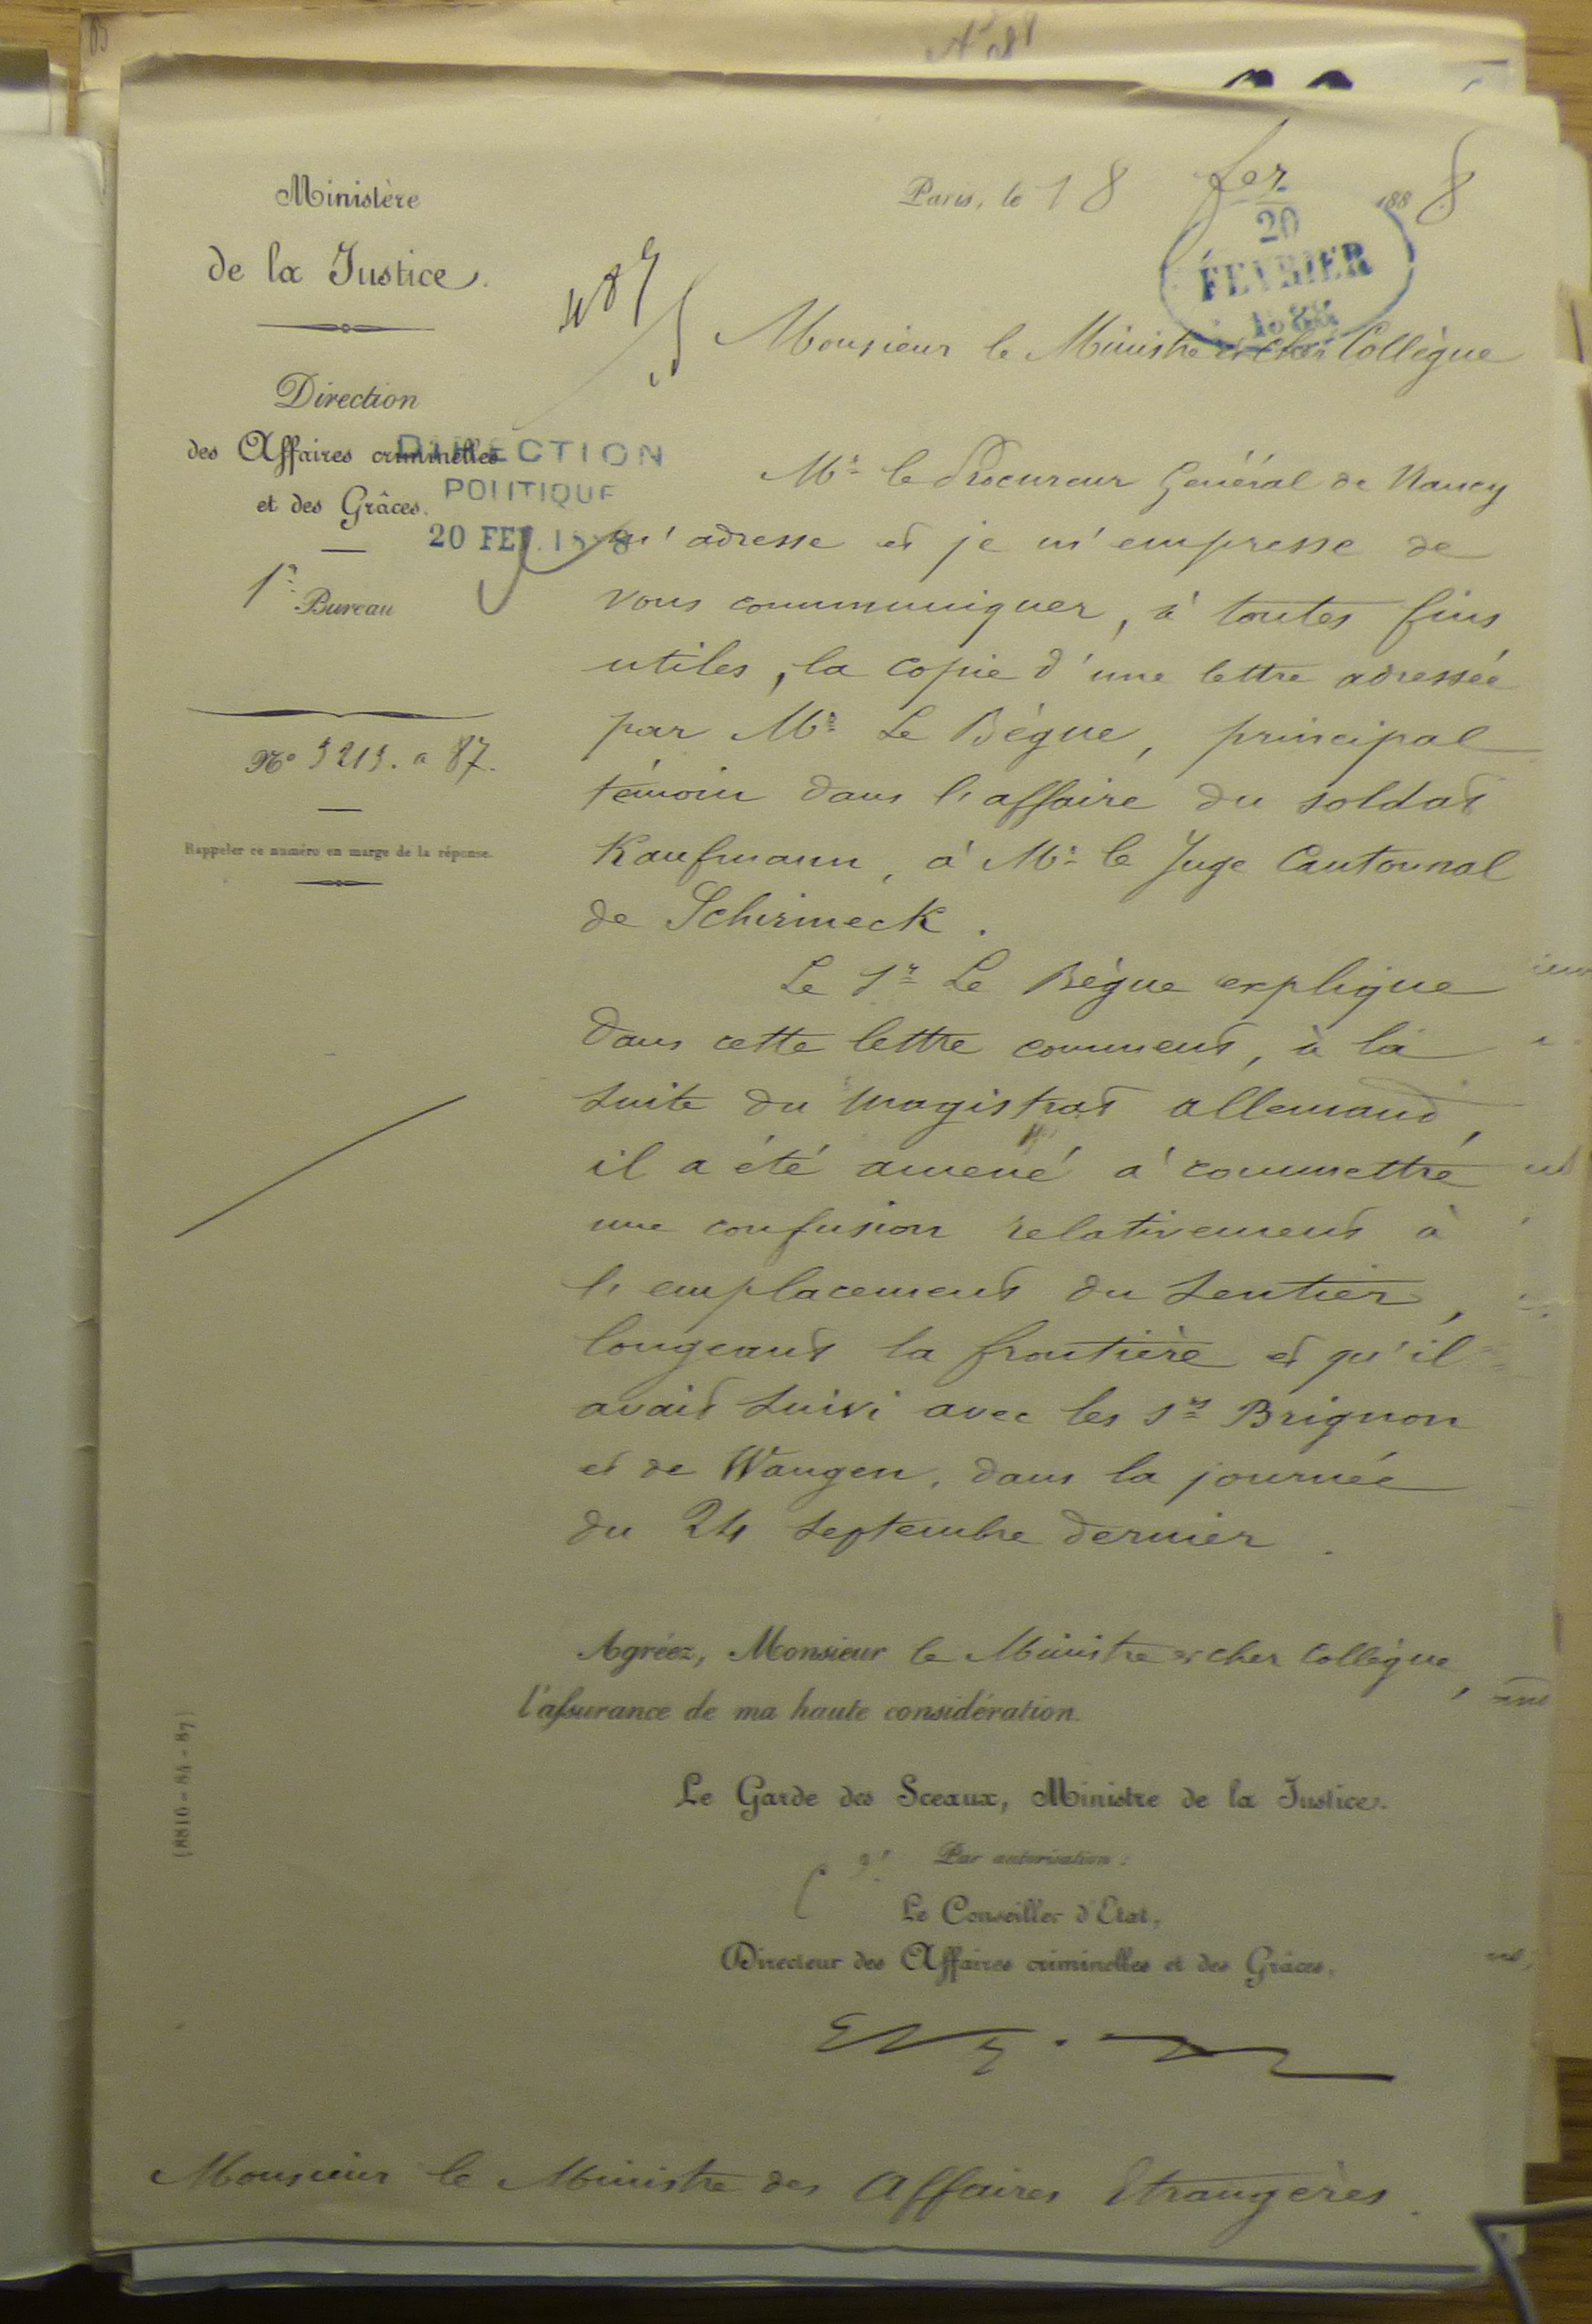 Ministère
de la Justice.
Direction
des Affaires criminelles
et des Grâces.
1er Bureau
DIRECTION
POLITIQUE
20 FEV. 1888
No 3213. a 87.
Rappeler ce numéro en marge de la réponse.
Paris, le 18 fer 1888
20
FÉVRIER
1888
Monsieur le Ministre et cher Collègue
Mr le Procureur Général de Nancy
m'adresse et je m'empresse de
vous communiquer, à toutes fins
utiles, la copie d'une lettre adressée
par Mr Le Bègue, principal
témoin dans l'affaire du soldat
Kaufmann, à Mr le Juge Cantonnal
de Schirmeck.
Le Sr Le Bègue explique
dans cette lettre comment, à la
suite du magistrat allemand,
il a été amené à commettre
une confusion relativement à
l'emplacement du sentier,
longeant la frontière et qu'il
avait suivi avec les Srs Brignon
et de Wangen, dans la journée
du 24 septembre dernier.
Agréez, Monsieur le Ministre et cher Collègue,
l'assurance de ma haute considération.
Le Garde des Sceaux, Ministre de la Justice.
Par autorisation :
Le Conseiller d'Etat,
Directeur des Affaires criminelles et des Grâces,
Monsieur le Ministre des Affaires Etrangères.